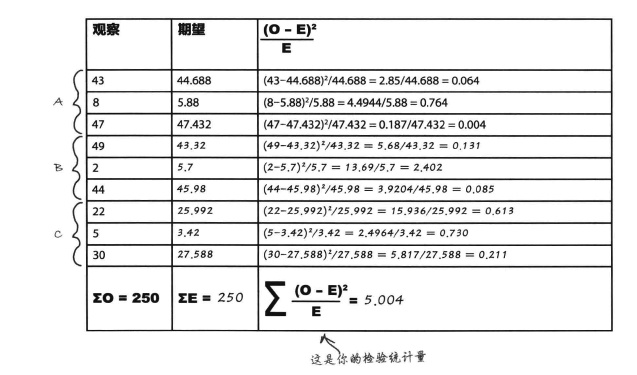 观察 期望 (O – E)²/E
43 44.688 (43–44.688)²/44.688 = 2.85/44.688 = 0.064
A 8 5.88 (8–5.88)²/5.88 = 4.4944/5.88 = 0.764
47 47.432 (47–47.432)²/47.432 = 0.187/47.432 = 0.004
49 43.32 (49–43.32)²/43.32 = 5.68/43.32 = 0.131
B 2 5.7 (2–5.7)²/5.7 = 13.69/5.7 = 2.402
44 45.98 (44–45.98)²/45.98 = 3.9204/45.98 = 0.085
22 25.992 (22–25.992)²/25.992 = 15.936/25.992 = 0.613
C 5 3.42 (5–3.42)²/3.42 = 2.4964/3.42 = 0.730
30 27.588 (30–27.588)²/27.588 = 5.817/27.588 = 0.211
ΣO = 250 ΣE = 250 ∑ (O – E)²/E = 5.004
这是你的检验统计量